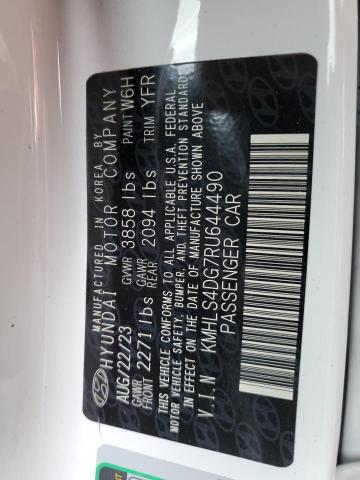 MANUFACTURED IN KOREA BY
HYUNDAI MOTOR COMPANY
AUG/22/23 GVWR 3858 lbs PAINT W6H
GAWR FRONT 2271 lbs GAWR REAR 2094 lbs TRIM YFR
THIS VEHICLE CONFORMS TO ALL APPLICABLE U.S.A. FEDERAL
MOTOR VEHICLE SAFETY, BUMPER, AND THEFT PREVENTION STANDARDS
IN EFFECT ON THE DATE OF MANUFACTURE SHOWN ABOVE
V.I.N KMHLS4DG7RU644490
PASSENGER CAR